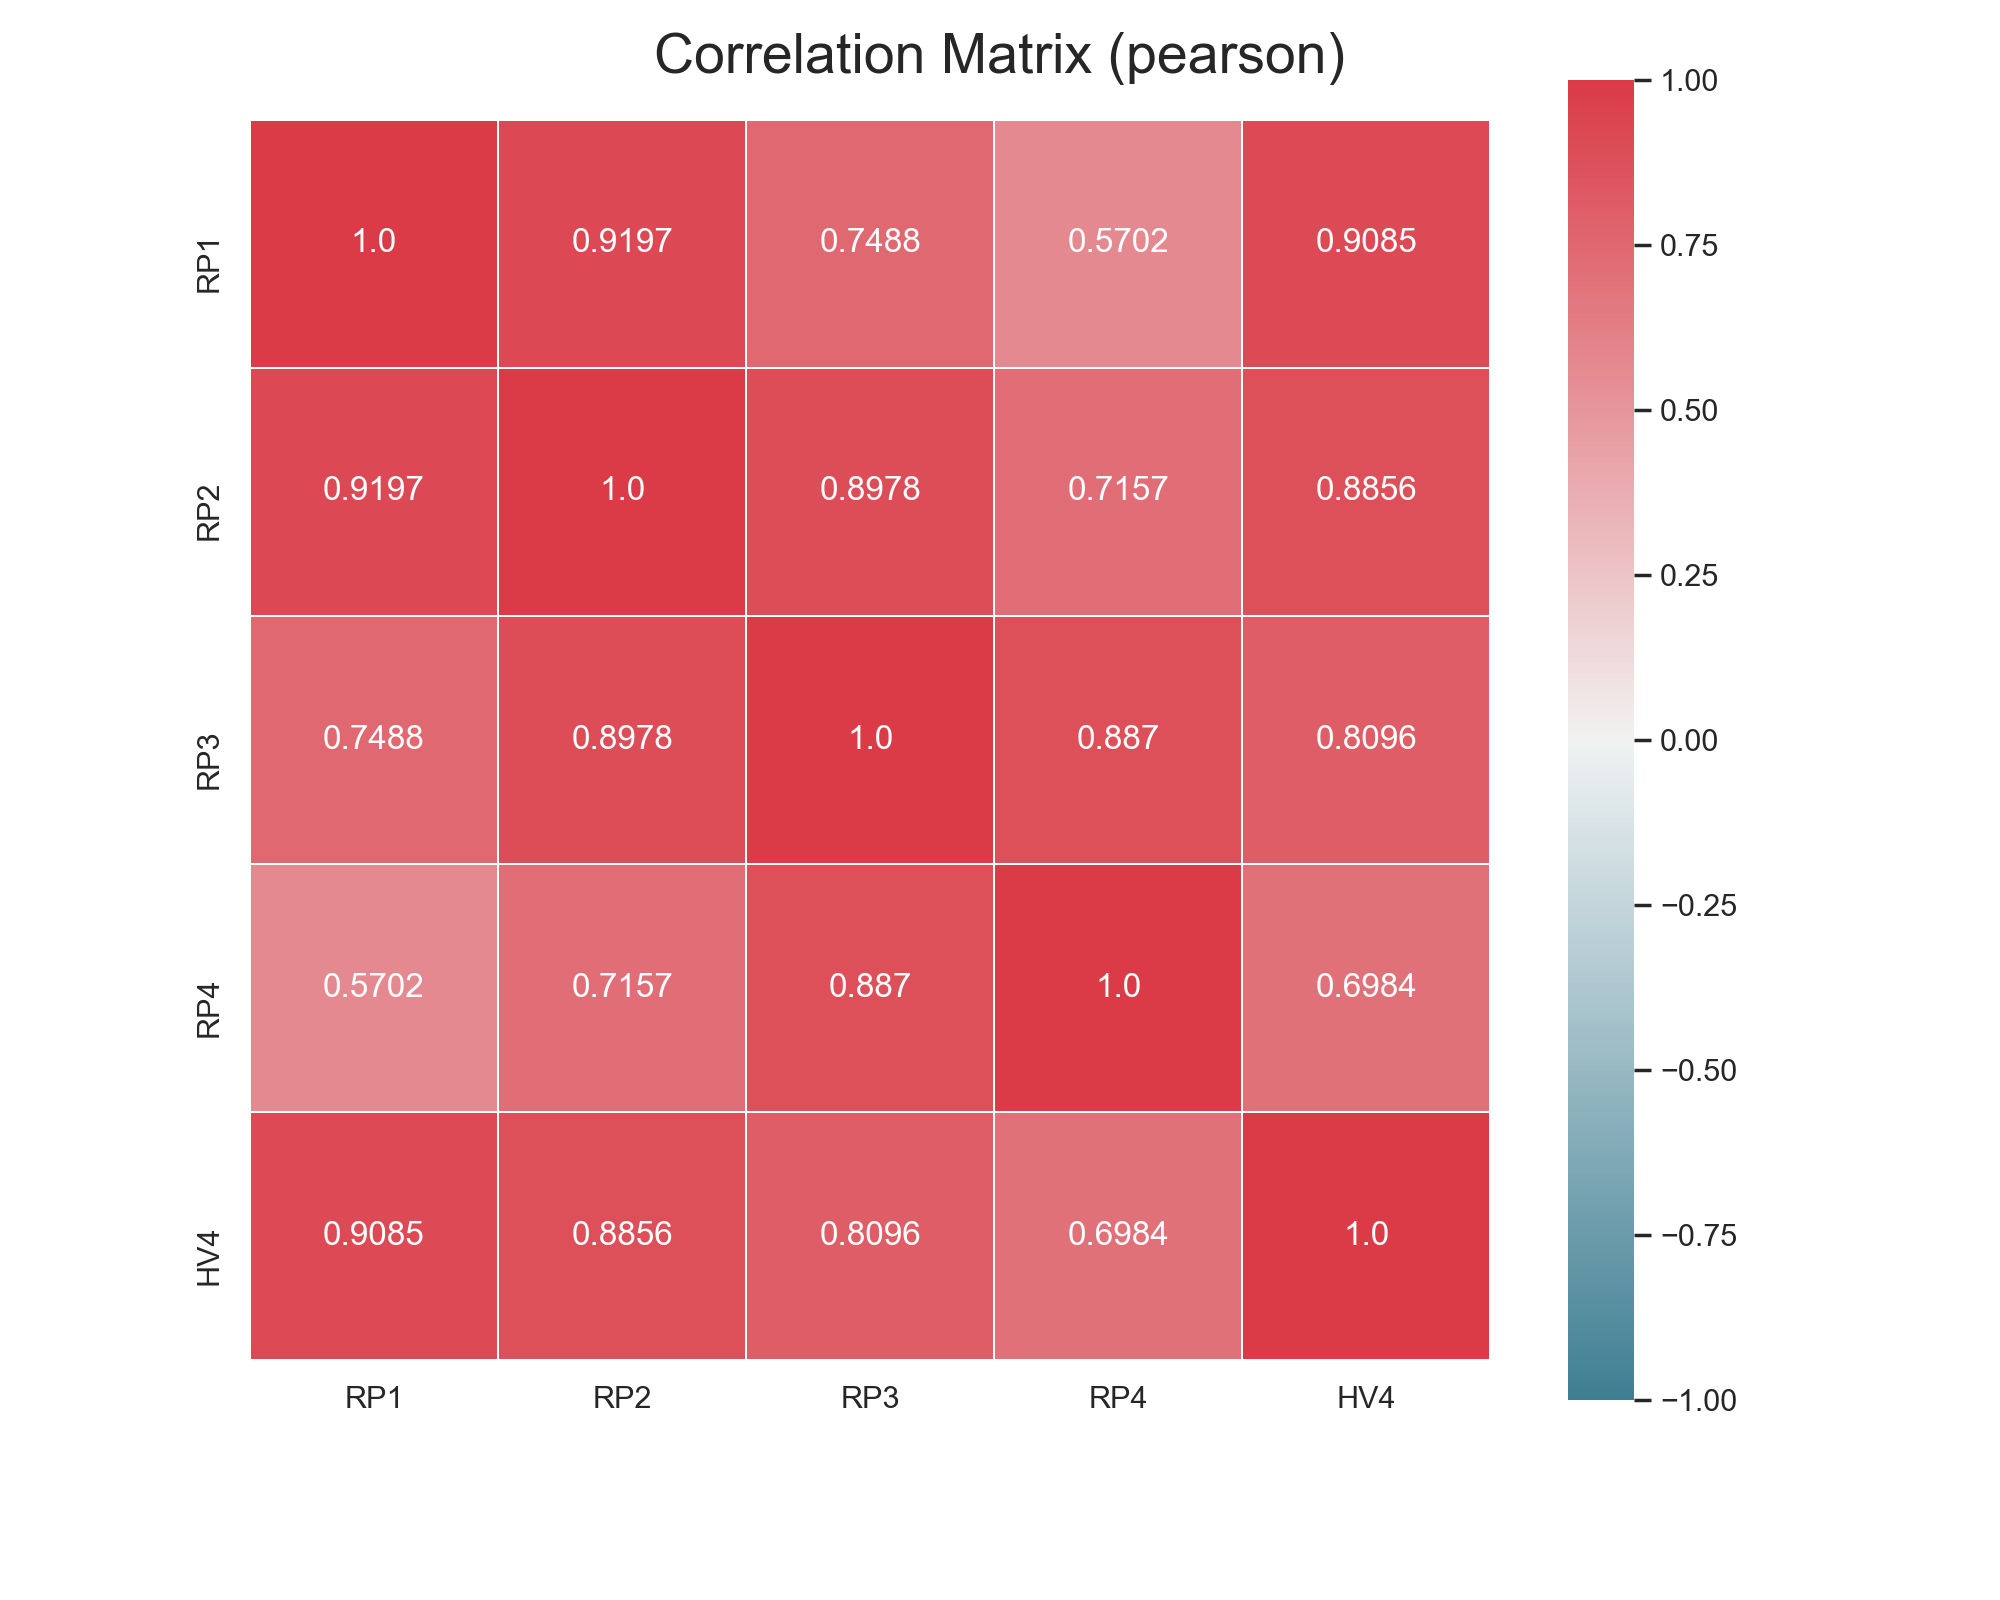 Correlation Matrix (pearson)
RP1 1.0 0.9197 0.7488 0.5702 0.9085
RP2 0.9197 1.0 0.8978 0.7157 0.8856
RP3 0.7488 0.8978 1.0 0.887 0.8096
RP4 0.5702 0.7157 0.887 1.0 0.6984
HV4 0.9085 0.8856 0.8096 0.6984 1.0
RP1 RP2 RP3 RP4 HV4
1.00
0.75
0.50
0.25
0.00
−0.25
−0.50
−0.75
−1.00